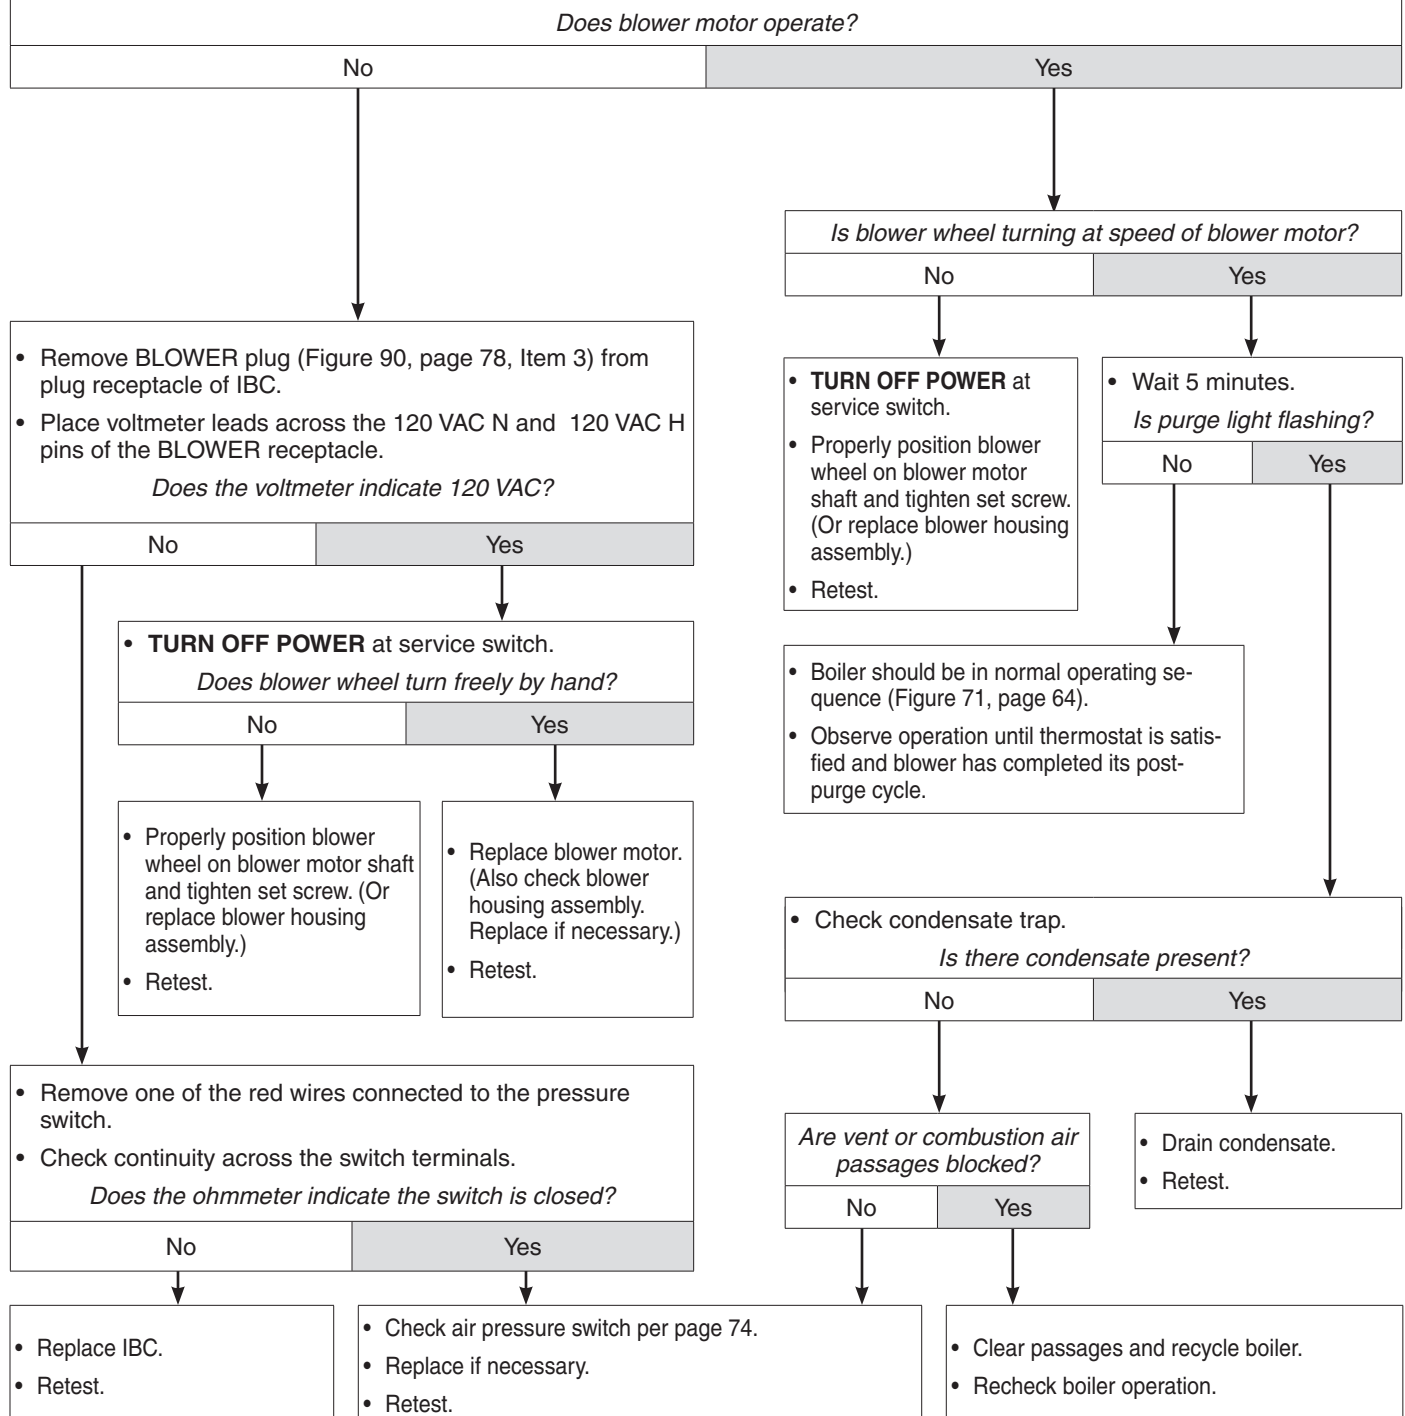 Does blower motor operate?
No
Yes
Is blower wheel turning at speed of blower motor?
No
Yes
• Remove BLOWER plug (Figure 90, page 78, Item 3) from
plug receptacle of IBC.
• Place voltmeter leads across the 120 VAC N and 120 VAC H
pins of the BLOWER receptacle.
Does the voltmeter indicate 120 VAC?
No
Yes
• TURN OFF POWER at
service switch.
• Properly position blower
wheel on blower motor
shaft and tighten set screw.
(Or replace blower housing
assembly.)
• Retest.
• Wait 5 minutes.
Is purge light flashing?
No
Yes
• TURN OFF POWER at service switch.
Does blower wheel turn freely by hand?
No
Yes
• Boiler should be in normal operating se-
quence (Figure 71, page 64).
• Observe operation until thermostat is satis-
fied and blower has completed its post-
purge cycle.
• Properly position blower
wheel on blower motor shaft
and tighten set screw. (Or
replace blower housing
assembly.)
• Retest.
• Replace blower motor.
(Also check blower
housing assembly.
Replace if necessary.)
• Retest.
• Check condensate trap.
Is there condensate present?
No
Yes
• Remove one of the red wires connected to the pressure
switch.
• Check continuity across the switch terminals.
Does the ohmmeter indicate the switch is closed?
No
Yes
Are vent or combustion air
passages blocked?
No
Yes
• Drain condensate.
• Retest.
• Replace IBC.
• Retest.
• Check air pressure switch per page 74.
• Replace if necessary.
• Retest.
• Clear passages and recycle boiler.
• Recheck boiler operation.